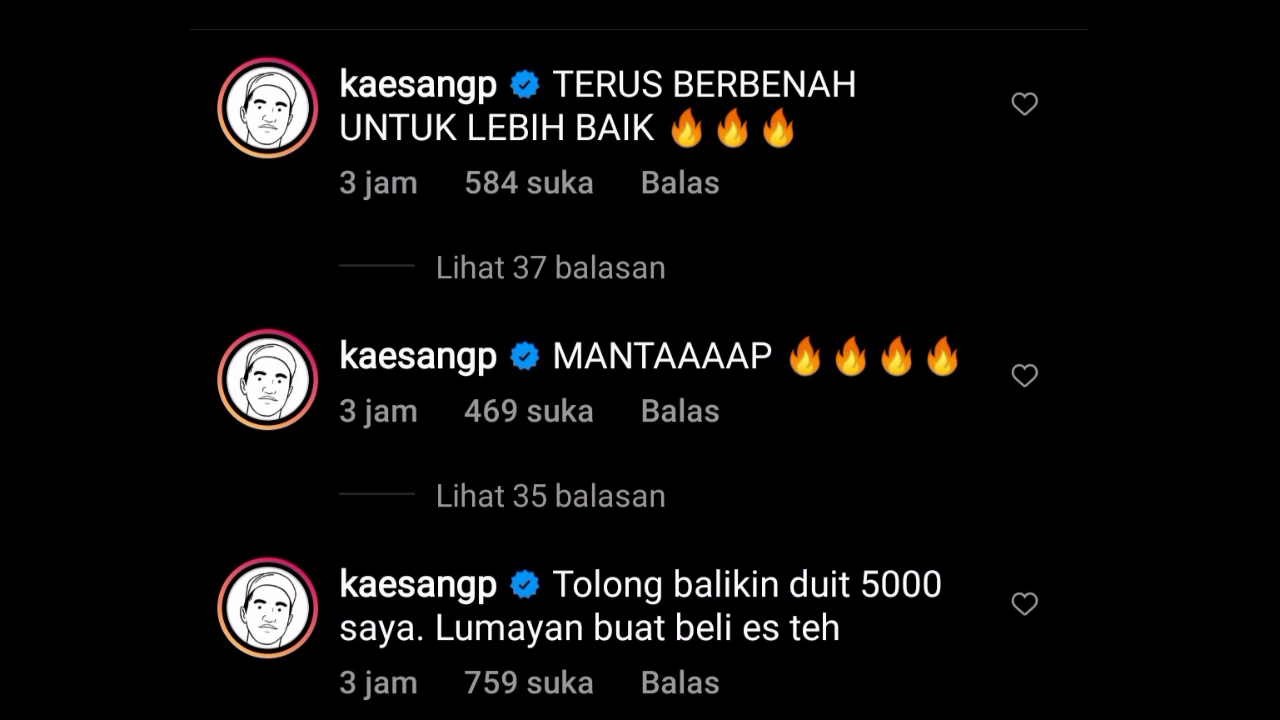 kaesangp TERUS BERBENAH
UNTUK LEBIH BAIK 🔥🔥🔥
3 jam 584 suka Balas
Lihat 37 balasan
kaesangp MANTAAAAP 🔥🔥🔥🔥
3 jam 469 suka Balas
Lihat 35 balasan
kaesangp Tolong balikin duit 5000
saya. Lumayan buat beli es teh
3 jam 759 suka Balas